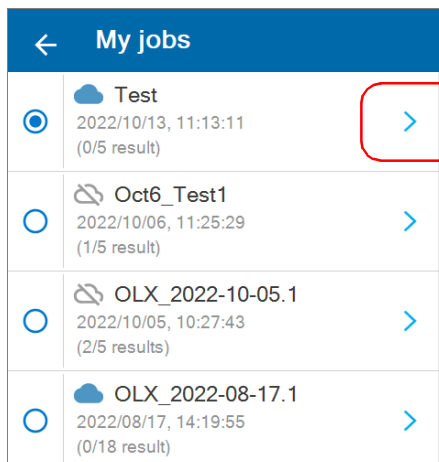 My jobs
Test
2022/10/13, 11:13:11
(0/5 result)
Oct6_Test1
2022/10/06, 11:25:29
(1/5 result)
OLX_2022-10-05.1
2022/10/05, 10:27:43
(2/5 results)
OLX_2022-08-17.1
2022/08/17, 14:19:55
(0/18 result)